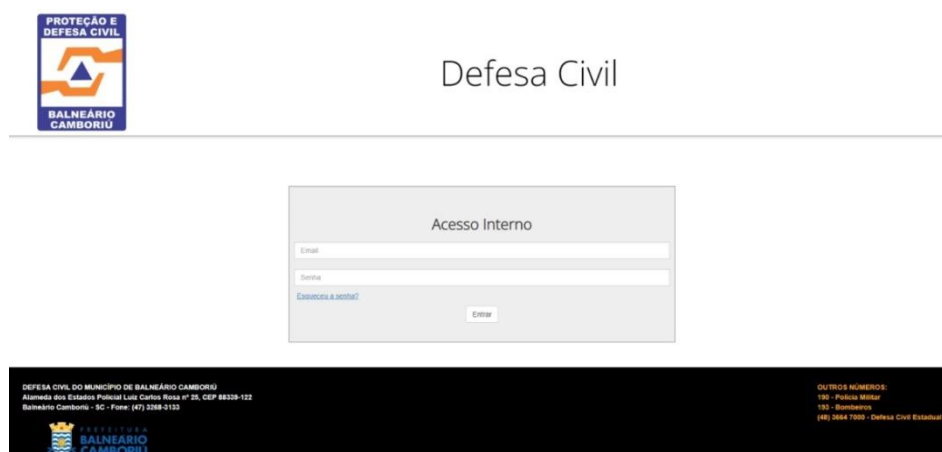 PROTEÇÃO E
DEFESA CIVIL
BALNEÁRIO
CAMBORIÚ
Defesa Civil
Acesso Interno
Email
Senha
Esqueceu a senha?
Entrar
DEFESA CIVIL DO MUNICÍPIO DE BALNEÁRIO CAMBORIÚ
Alameda dos Estados Policial Luiz Carlos Rosa nº 25, CEP 88339-122
Balneário Camboriú - SC - Fone: (47) 3268-3133
PREFEITURA
BALNEÁRIO
CAMBORIÚ
OUTROS NÚMEROS:
190 - Polícia Militar
193 - Bombeiros
(48) 3664 7000 - Defesa Civil Estadual